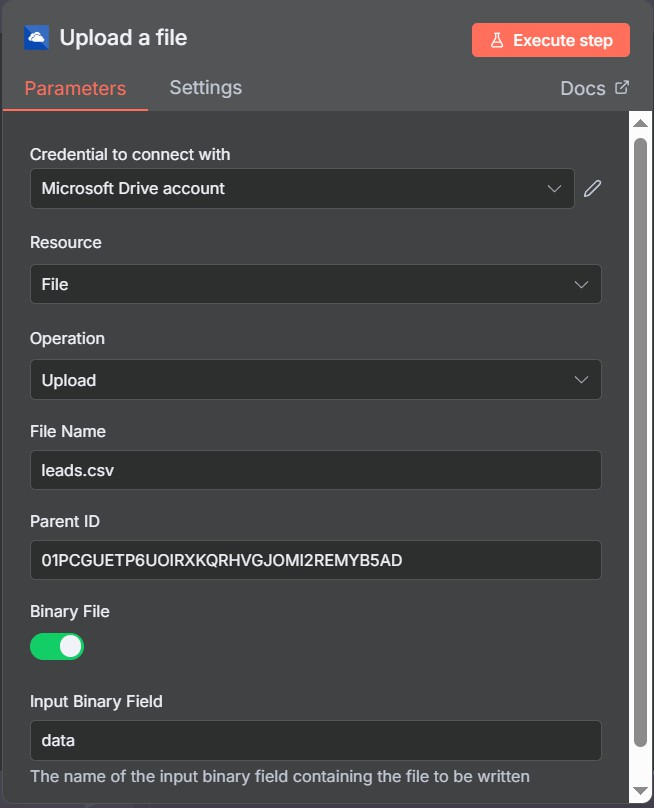 Upload a file
Execute step
Parameters
Settings
Docs
Credential to connect with
Microsoft Drive account
Resource
File
Operation
Upload
File Name
leads.csv
Parent ID
01PCGUETP6UOIRXKQRHVGJOMI2REMYB5AD
Binary File
Input Binary Field
data
The name of the input binary field containing the file to be written